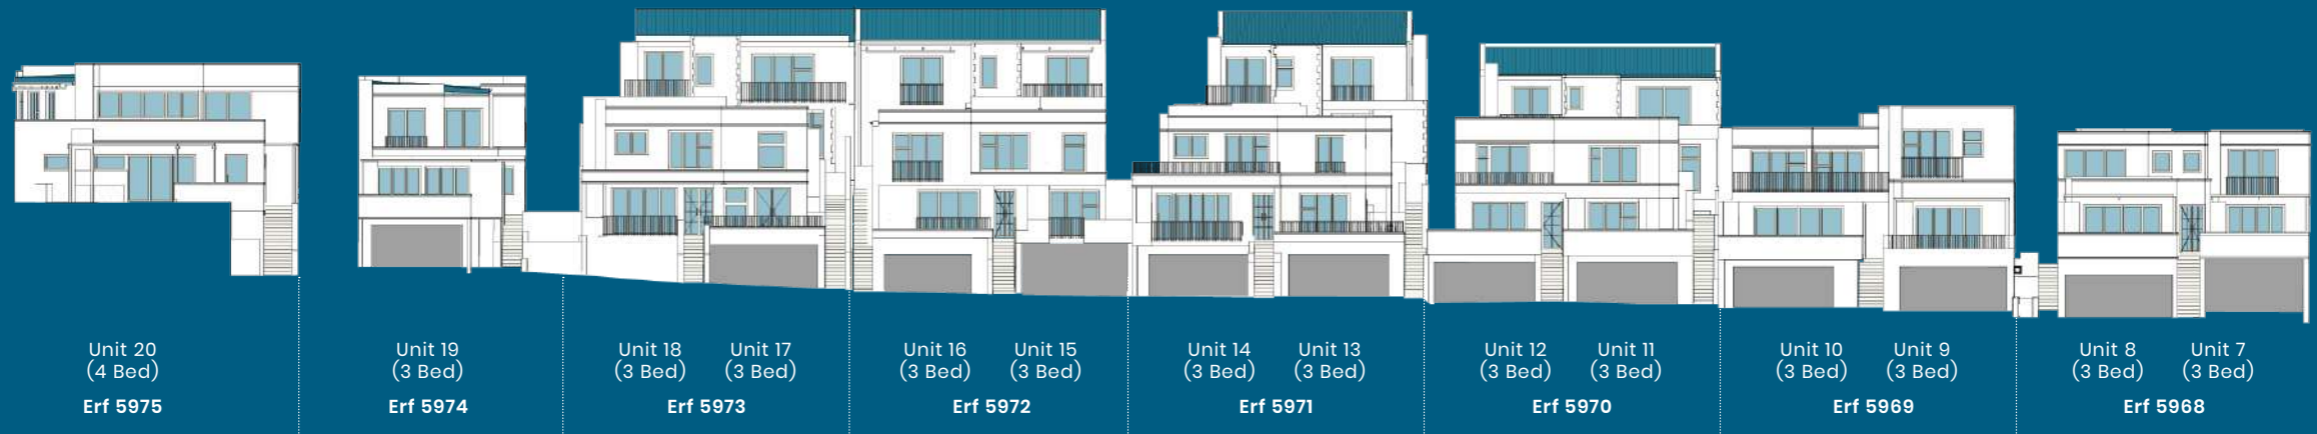 Unit 20
(4 Bed)
Erf 5975
Unit 19
(3 Bed)
Erf 5974
Unit 18 Unit 17
(3 Bed) (3 Bed)
Erf 5973
Unit 16 Unit 15
(3 Bed) (3 Bed)
Erf 5972
Unit 14 Unit 13
(3 Bed) (3 Bed)
Erf 5971
Unit 12 Unit 11
(3 Bed) (3 Bed)
Erf 5970
Unit 10 Unit 9
(3 Bed) (3 Bed)
Erf 5969
Unit 8 Unit 7
(3 Bed) (3 Bed)
Erf 5968